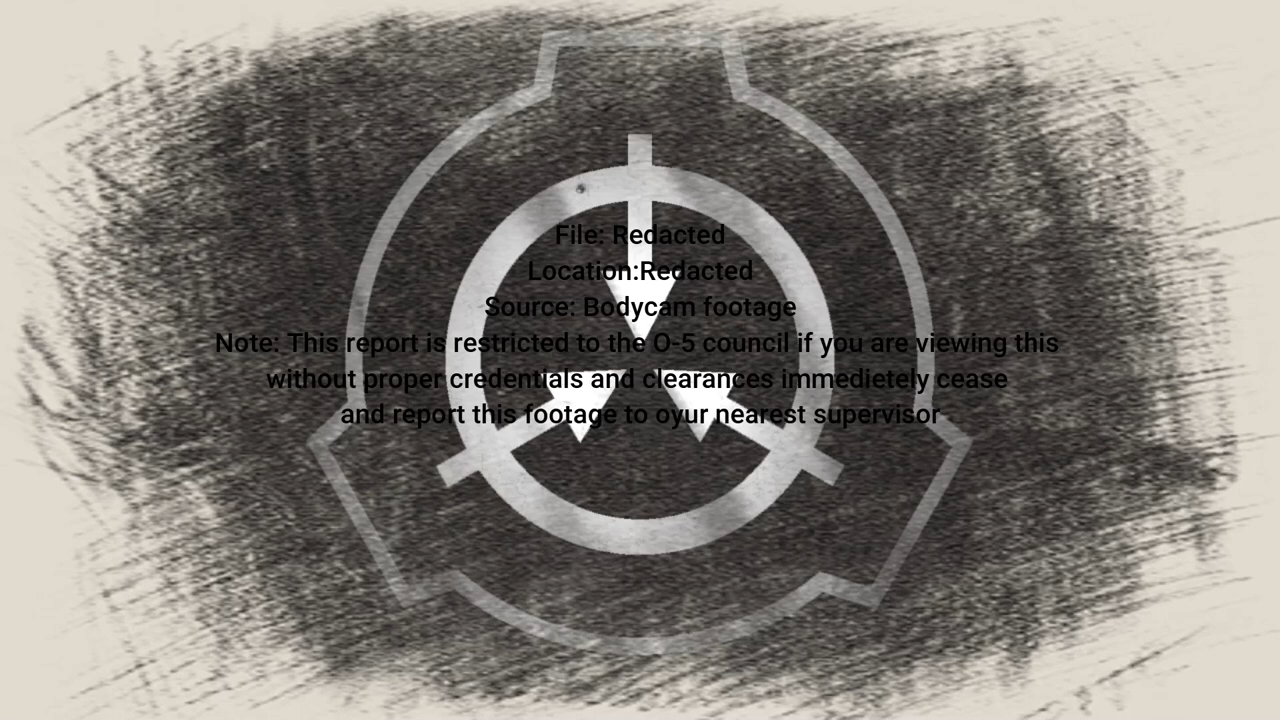 File: Redacted
Location:Redacted
Source: Bodycam footage
Note: This report is restricted to the O-5 council if you are viewing this
without proper credentials and clearances immedietely cease
and report this footage to oyur nearest supervisor